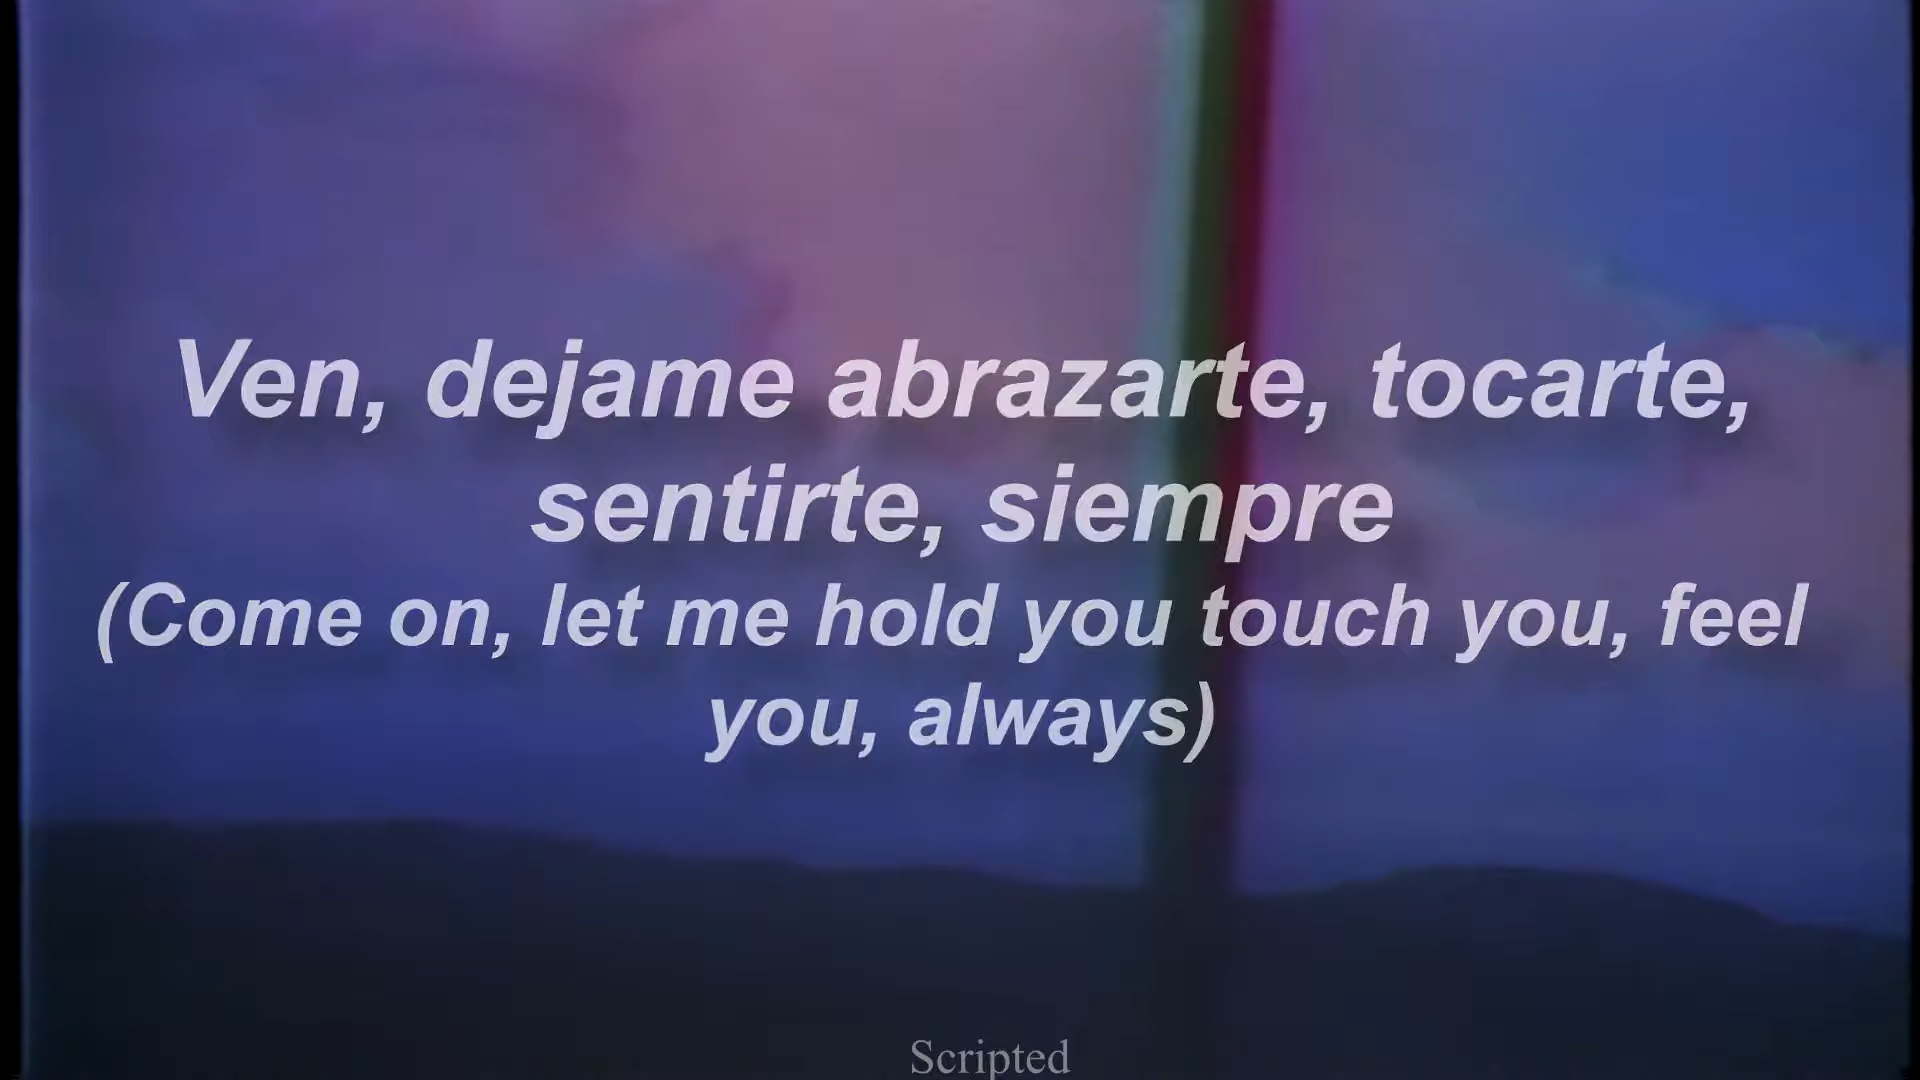 Ven, dejame abrazarte, tocarte,
sentirte, siempre
(Come on, let me hold you touch you, feel
you, always)
Scripted